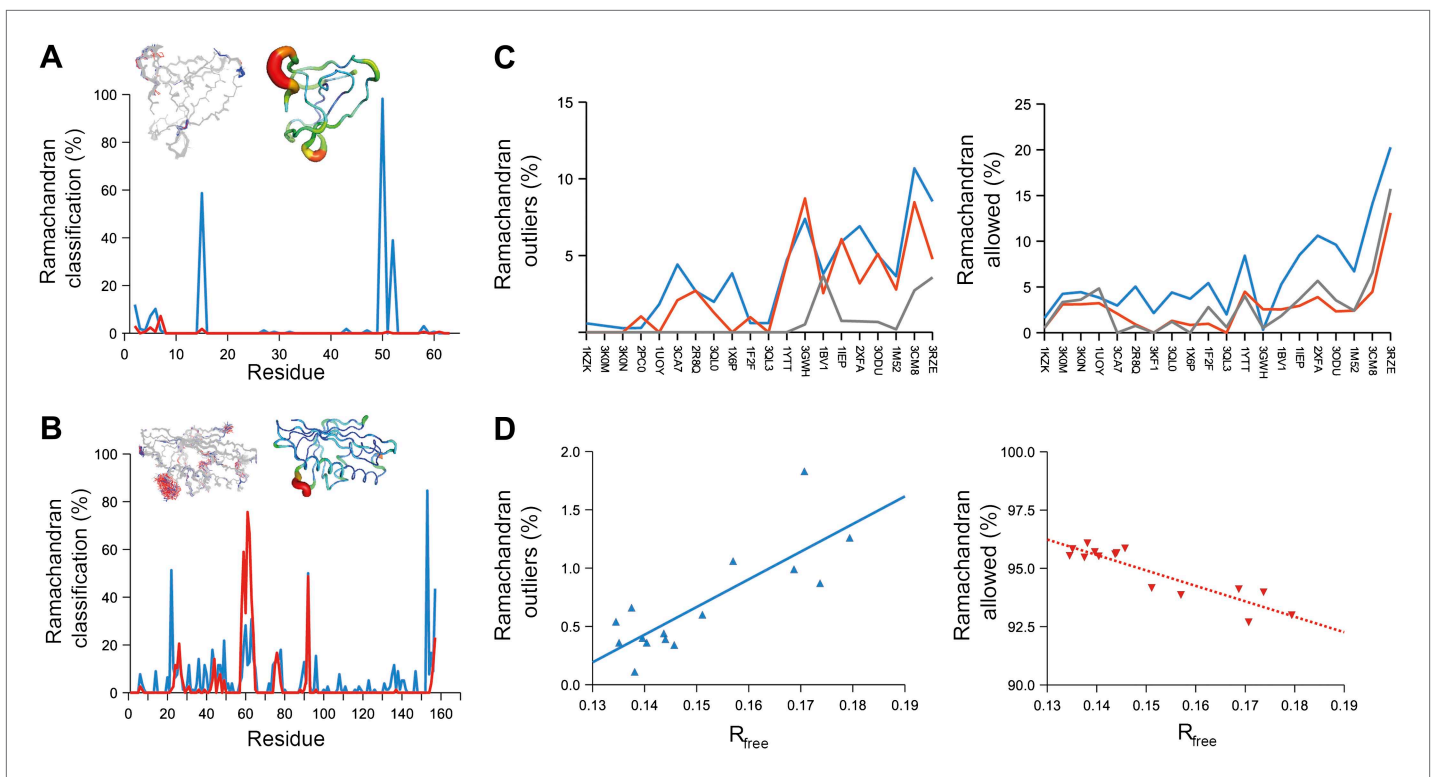 A
Ramachandran
classification (%)
100
80
60
40
20
0
0 10 20 30 40 50 60
Residue
B
Ramachandran
classification (%)
100
80
60
40
20
0
0 20 40 60 80 100 120 140 160
Residue
C
Ramachandran
outliers (%)
15
10
5
1KZK
3K0M
3K0N
2PC0
1UOY
3CA7
2R8Q
3QL0
1X6P
1F2F
3QL3
1YTT
3GWH
1BV1
1IEP
2XFA
3ODU
1M52
3CM8
3RZE
Ramachandran
allowed (%)
25
20
15
10
5
0
1KZK
3K0M
3K0N
1UOY
3CA7
2R8Q
3KF1
3QL0
1X6P
1F2F
3QL3
1YTT
3GWH
1BV1
1IEP
2XFA
3ODU
1M52
3CM8
3RZE
D
Ramachandran
outliers (%)
2.0
1.5
1.0
0.5
0.0
0.13 0.14 0.15 0.16 0.17 0.18 0.19
Rfree
Ramachandran
allowed (%)
100.0
97.5
95.0
92.5
90.0
0.13 0.14 0.15 0.16 0.17 0.18 0.19
Rfree